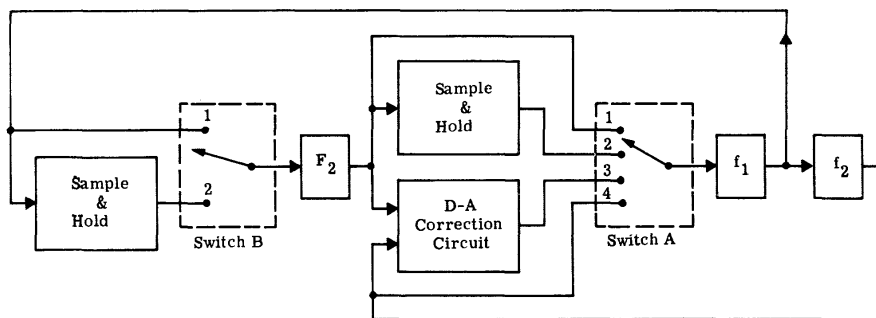 Sample
&
Hold
1
2
Switch B
F2
Sample
&
Hold
D-A
Correction
Circuit
1
2
3
4
Switch A
f1
f2